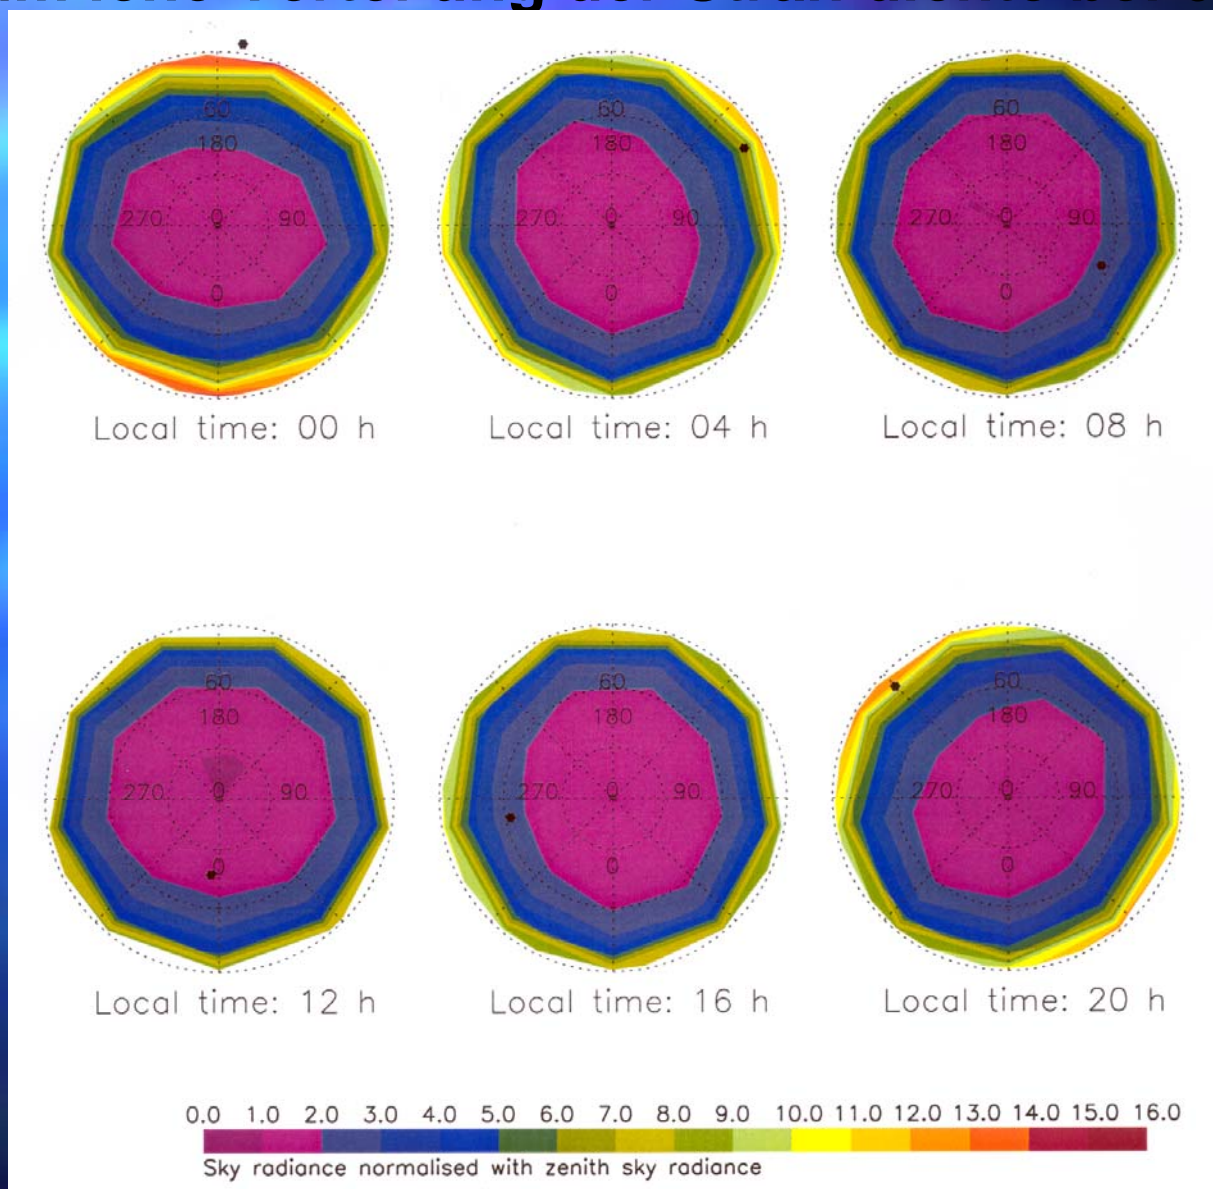 Verteilung der
60 60 60
180 180 180
270 0 90 270 0 90 270 0 90
0 0 0
Local time: 00 h Local time: 04 h Local time: 08 h
60 60 60
180 180 180
270 0 90 270 0 90 270 0 90
0 0 0
Local time: 12 h Local time: 16 h Local time: 20 h
0.0 1.0 2.0 3.0 4.0 5.0 6.0 7.0 8.0 9.0 10.0 11.0 12.0 13.0 14.0 15.0 16.0
Sky radiance normalised with zenith sky radiance